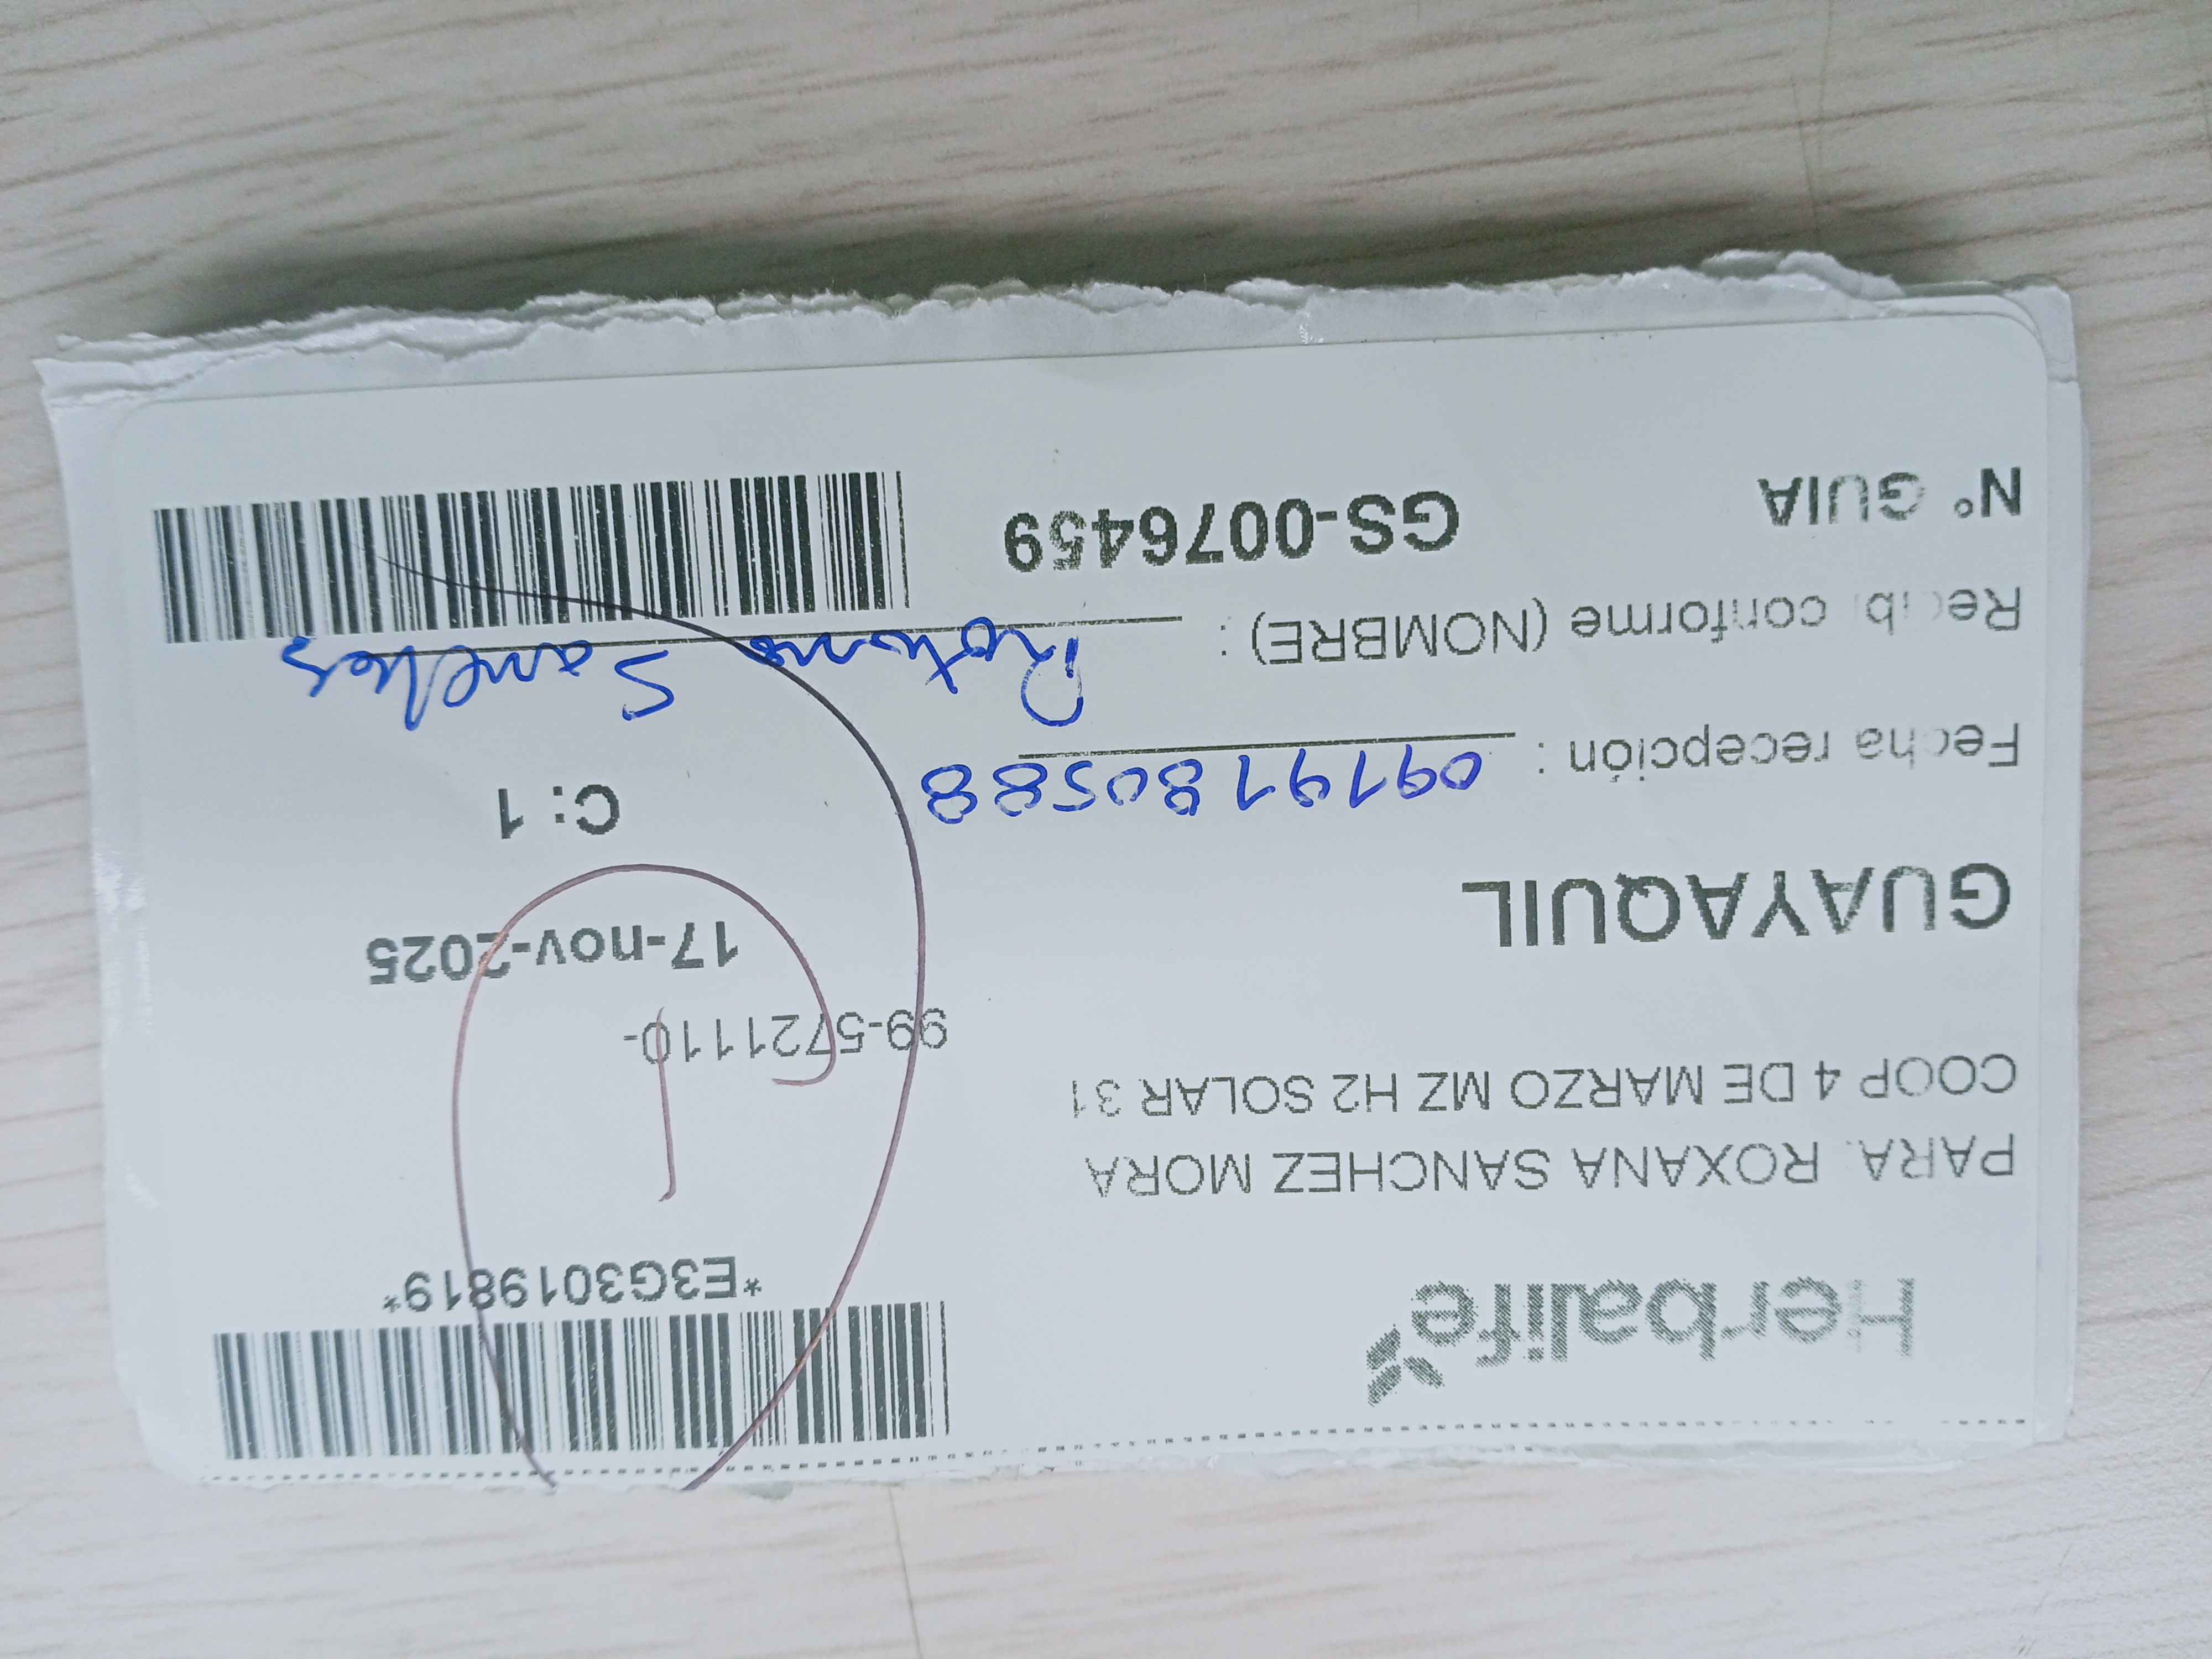 Herbalife
*E3G3019819*
PARA. ROXANA SANCHEZ MORA
COOP 4 DE MARZO MZ H2 SOLAR 31
99-5721110-
17-nov-2025
GUAYAQUIL
C: 1
Fecha recepción : 0919180588
Recibi conforme (NOMBRE) : Roxana Sanchez
N° GUIA GS-0076459